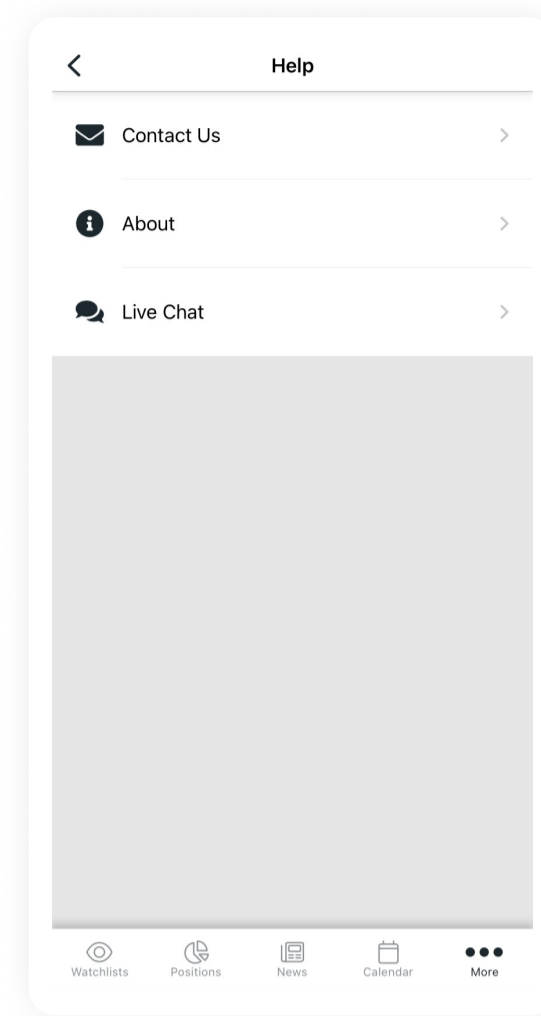 Help
Contact Us
About
Live Chat
Watchlists Positions News Calendar More